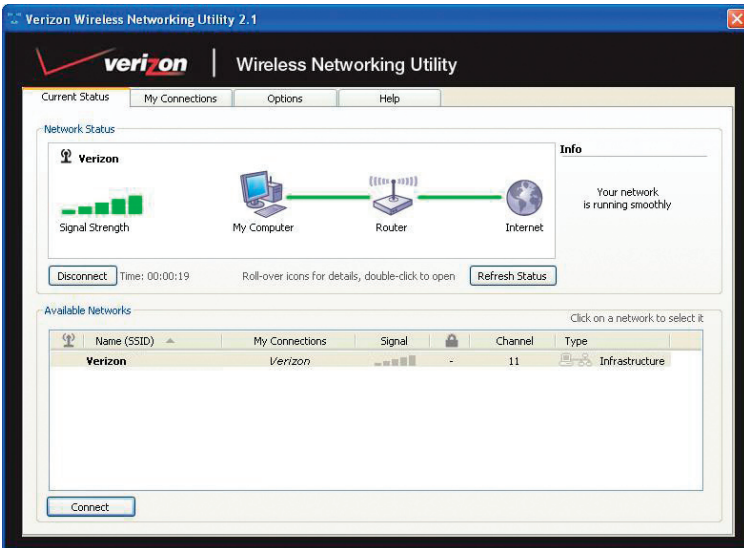 Verizon Wireless Networking Utility 2.1
verizon | Wireless Networking Utility
Current Status My Connections Options Help
Network Status
Verizon
Signal Strength My Computer Router Internet
Info
Your network
is running smoothly
Disconnect Time: 00:00:19 Roll-over icons for details, double-click to open Refresh Status
Available Networks
Click on a network to select it
Name (SSID) My Connections Signal Channel Type
Verizon Verizon - 11 Infrastructure
Connect